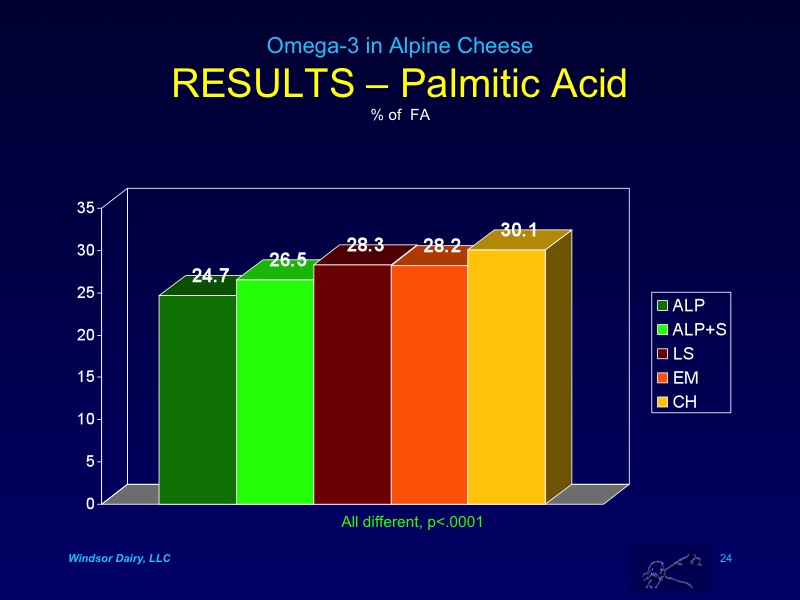 Omega-3 in Alpine Cheese
RESULTS – Palmitic Acid
% of FA
35
30
25
20
15
10
5
0
24.7
26.5
28.3
28.2
30.1
ALP
ALP+S
LS
EM
CH
All different, p<.0001
Windsor Dairy, LLC
24